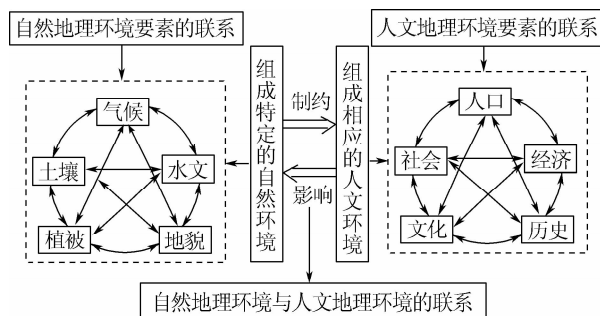 自然地理环境要素的联系
人文地理环境要素的联系
气候
土壤
水文
植被
地貌
组成特定的自然环境
制约
影响
组成相应的人文环境
人口
社会
经济
文化
历史
自然地理环境与人文地理环境的联系